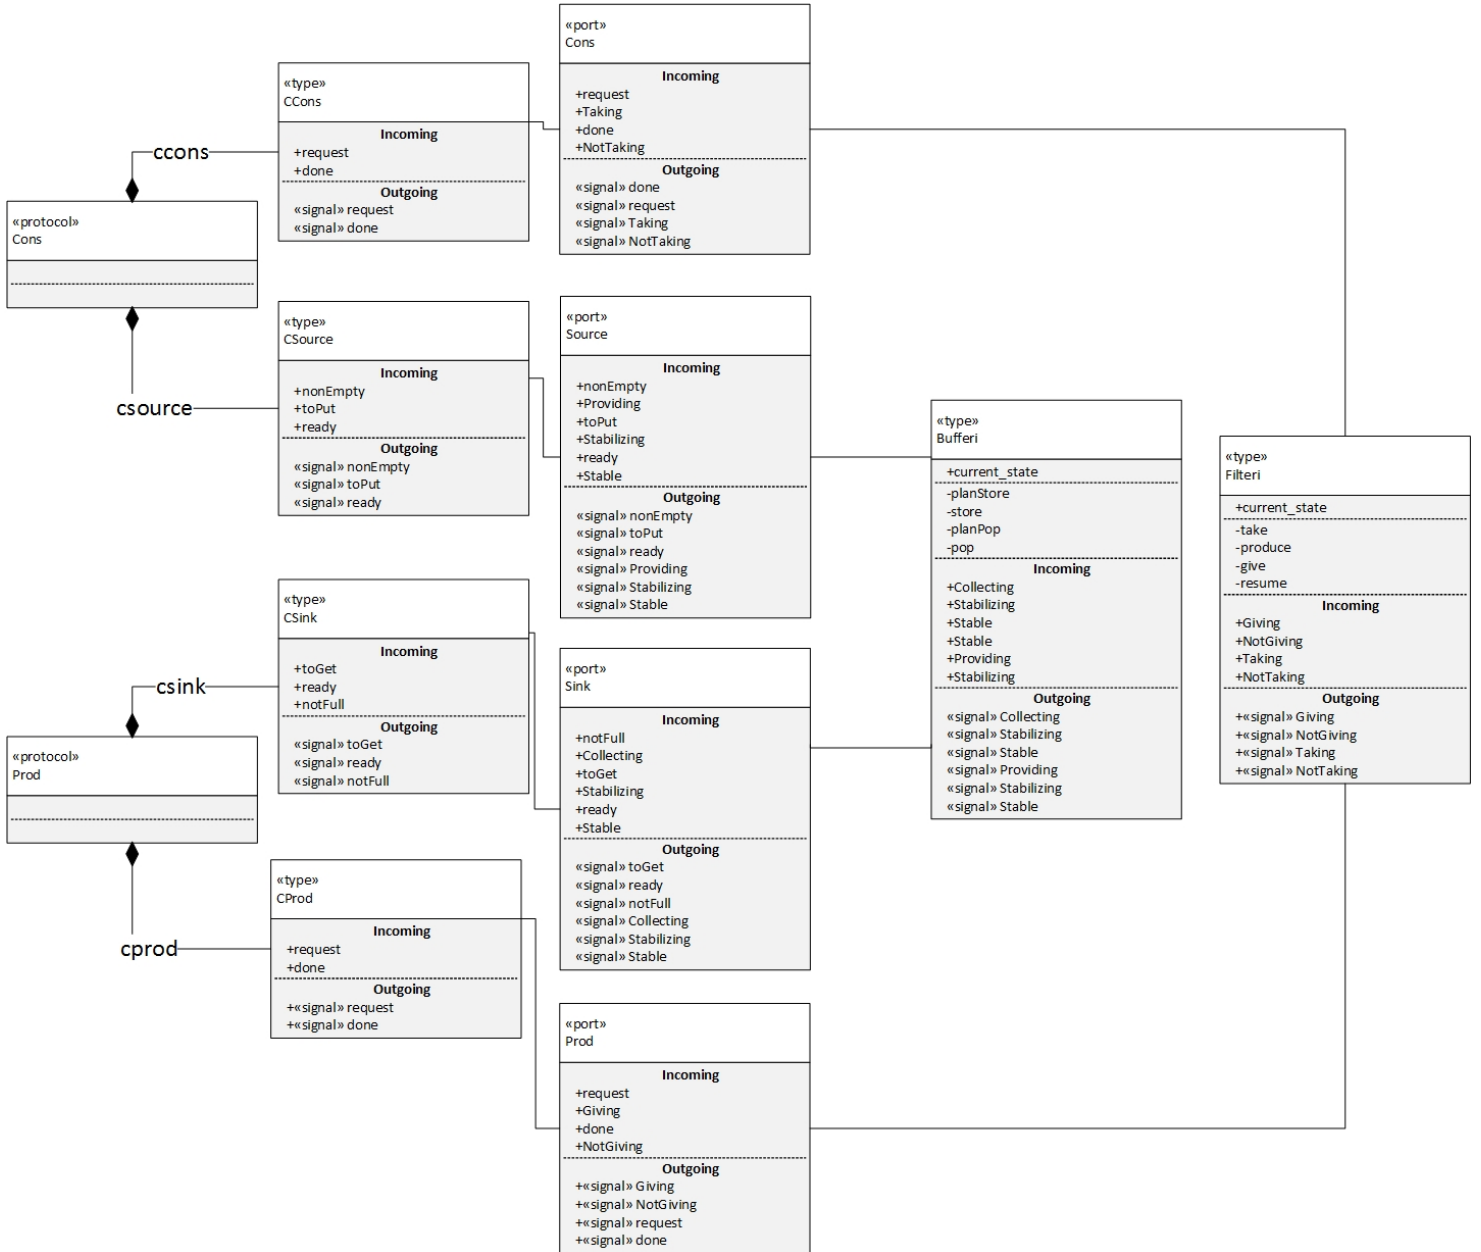 «port»
Cons
Incoming
+request
+Taking
+done
+NotTaking
Outgoing
«signal» done
«signal» request
«signal» Taking
«signal» NotTaking
«type»
CCons
Incoming
+request
+done
Outgoing
«signal» request
«signal» done
ccons
«protocol»
Cons
csource
«type»
CSource
Incoming
+nonEmpty
+toPut
+ready
Outgoing
«signal» nonEmpty
«signal» toPut
«signal» ready
«port»
Source
Incoming
+nonEmpty
+Providing
+toPut
+Stabilizing
+ready
+Stable
Outgoing
«signal» nonEmpty
«signal» toPut
«signal» ready
«signal» Providing
«signal» Stabilizing
«signal» Stable
«type»
Bufferi
+current_state
-planStore
-store
-planPop
-pop
Incoming
+Collecting
+Stabilizing
+Stable
+Stable
+Providing
+Stabilizing
Outgoing
«signal» Collecting
«signal» Stabilizing
«signal» Stable
«signal» Providing
«signal» Stabilizing
«signal» Stable
«type»
Filteri
+current_state
-take
-produce
-give
-resume
Incoming
+Giving
+NotGiving
+Taking
+NotTaking
Outgoing
+«signal» Giving
+«signal» NotGiving
+«signal» Taking
+«signal» NotTaking
«type»
CSink
Incoming
+toGet
+ready
+notFull
Outgoing
«signal» toGet
«signal» ready
«signal» notFull
csink
«protocol»
Prod
cprod
«port»
Sink
Incoming
+notFull
+Collecting
+toGet
+Stabilizing
+ready
+Stable
Outgoing
«signal» toGet
«signal» ready
«signal» notFull
«signal» Collecting
«signal» Stabilizing
«signal» Stable
«type»
CProd
Incoming
+request
+done
Outgoing
+«signal» request
+«signal» done
«port»
Prod
Incoming
+request
+Giving
+done
+NotGiving
Outgoing
+«signal» Giving
+«signal» NotGiving
+«signal» request
+«signal» done